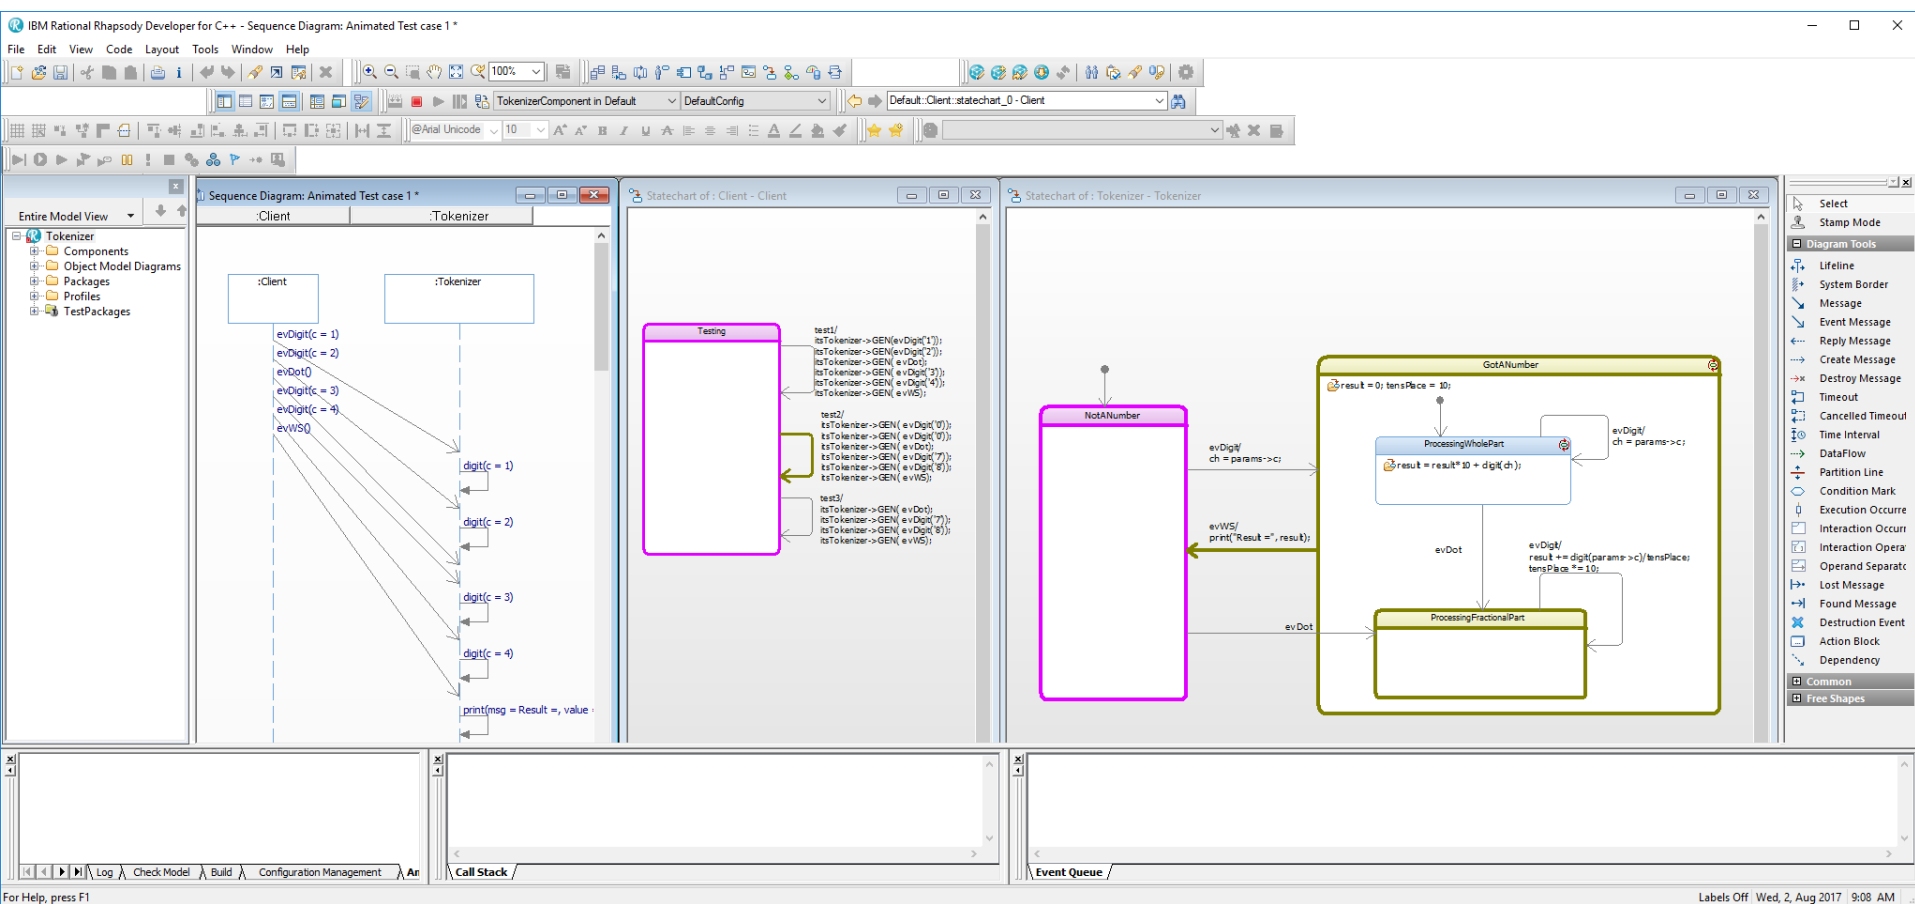 IBM Rational Rhapsody Developer for C++ - Sequence Diagram: Animated Test case 1 *
File Edit View Code Layout Tools Window Help
100%
TokenizerComponent in Default
DefaultConfig
Default::Client::statechart_0 - Client
@Arial Unicode
10
Entire Model View
Tokenizer
Components
Object Model Diagrams
Packages
Profiles
TestPackages
Sequence Diagram: Animated Test case 1 *
:Client
:Tokenizer
:Client
:Tokenizer
evDigit(c = 1)
evDigit(c = 2)
evDot()
evDigit(c = 3)
evDigit(c = 4)
evWS()
digit(c = 1)
digit(c = 2)
digit(c = 3)
digit(c = 4)
print(msg = Result =, value =
Statechart of : Client - Client
Testing
test1/
itsTokenizer->GEN(evDigit('1'));
itsTokenizer->GEN(evDigit('2'));
itsTokenizer->GEN( evDot);
itsTokenizer->GEN( evDigit('3'));
itsTokenizer->GEN( evDigit('4'));
itsTokenizer->GEN( evWS);
test2/
itsTokenizer->GEN( evDigit('0'));
itsTokenizer->GEN( evDigit('0'));
itsTokenizer->GEN( evDot);
itsTokenizer->GEN( evDigit('7'));
itsTokenizer->GEN( evDigit('8'));
itsTokenizer->GEN( evWS);
test3/
itsTokenizer->GEN( evDot);
itsTokenizer->GEN( evDigit('7'));
itsTokenizer->GEN( evDigit('8'));
itsTokenizer->GEN( evWS);
Statechart of : Tokenizer - Tokenizer
NotANumber
evDigit/
ch = params->c;
evWS/
print("Result =", result);
evDot
GotANumber
result = 0; tensPlace = 10;
ProcessingWholePart
result = result*10 + digit(ch);
evDigit/
ch = params->c;
evDot
evDigit/
result += digit(params->c)/tensPlace;
tensPlace *= 10;
ProcessingFractionalPart
Select
Stamp Mode
Diagram Tools
Lifeline
System Border
Message
Event Message
Reply Message
Create Message
Destroy Message
Timeout
Cancelled Timeout
Time Interval
DataFlow
Partition Line
Condition Mark
Execution Occurre
Interaction Occurr
Interaction Opera
Operand Separatc
Lost Message
Found Message
Destruction Event
Action Block
Dependency
Common
Free Shapes
Log Check Model Build Configuration Management An
Call Stack
Event Queue
For Help, press F1
Labels Off Wed, 2, Aug 2017 9:08 AM